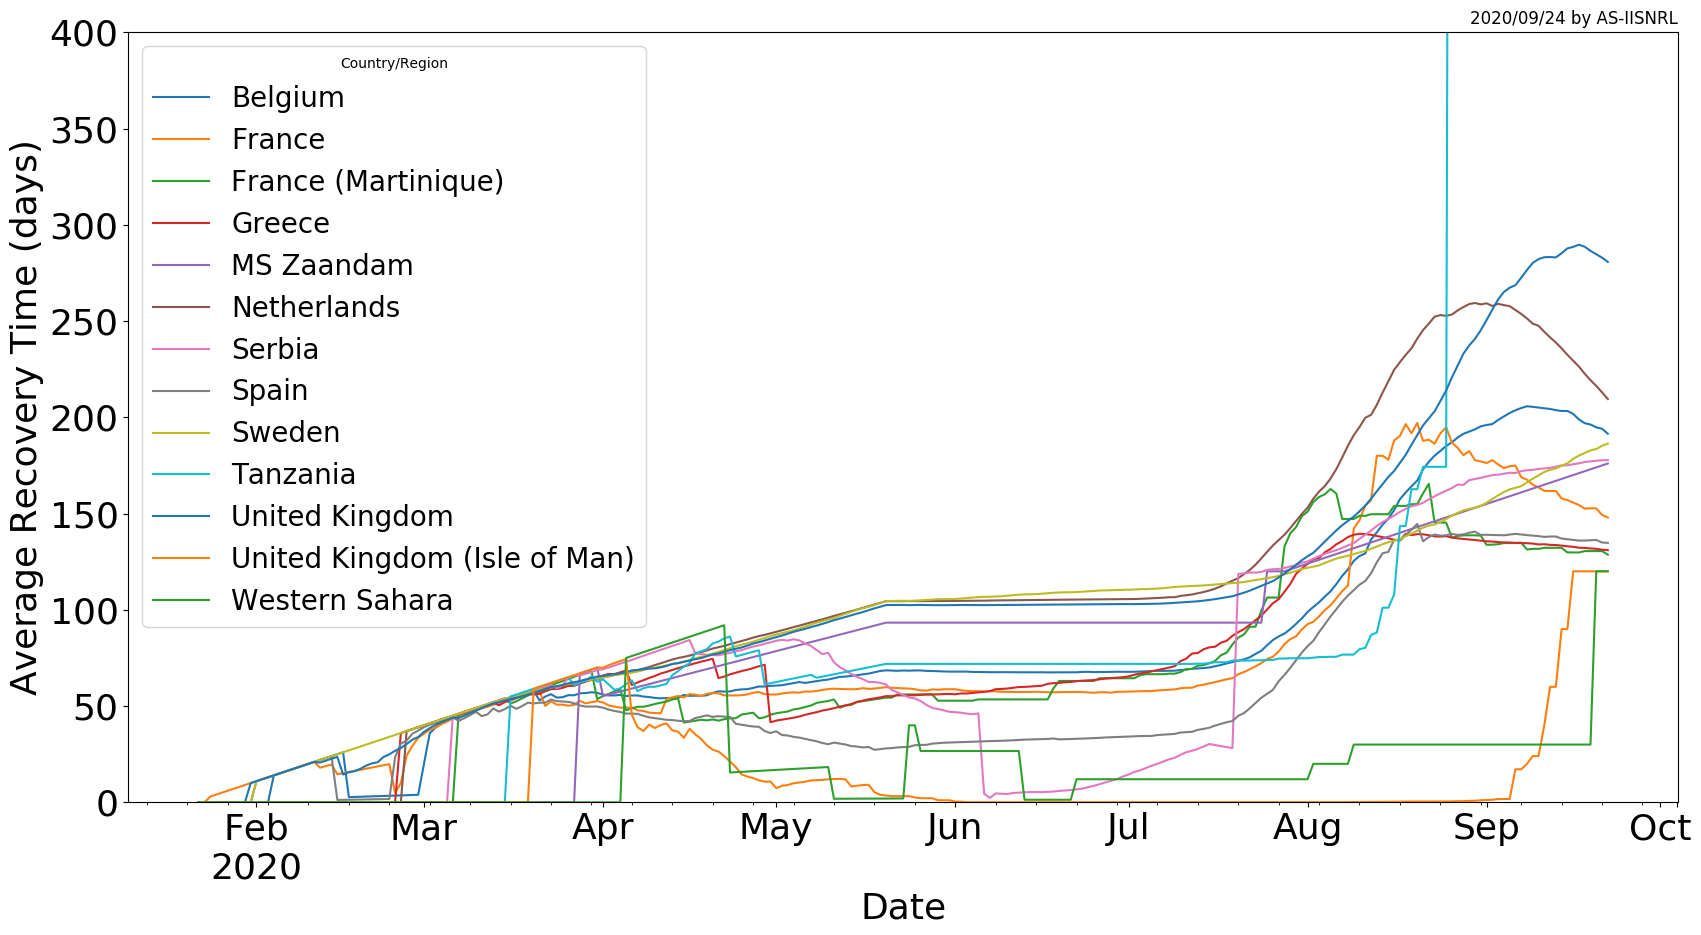 2020/09/24 by AS-IISNRL
400
350
300
250
200
150
100
50
0
Average Recovery Time (days)
Country/Region
Belgium
France
France (Martinique)
Greece
MS Zaandam
Netherlands
Serbia
Spain
Sweden
Tanzania
United Kingdom
United Kingdom (Isle of Man)
Western Sahara
Feb Mar Apr May Jun Jul Aug Sep Oct
2020
Date